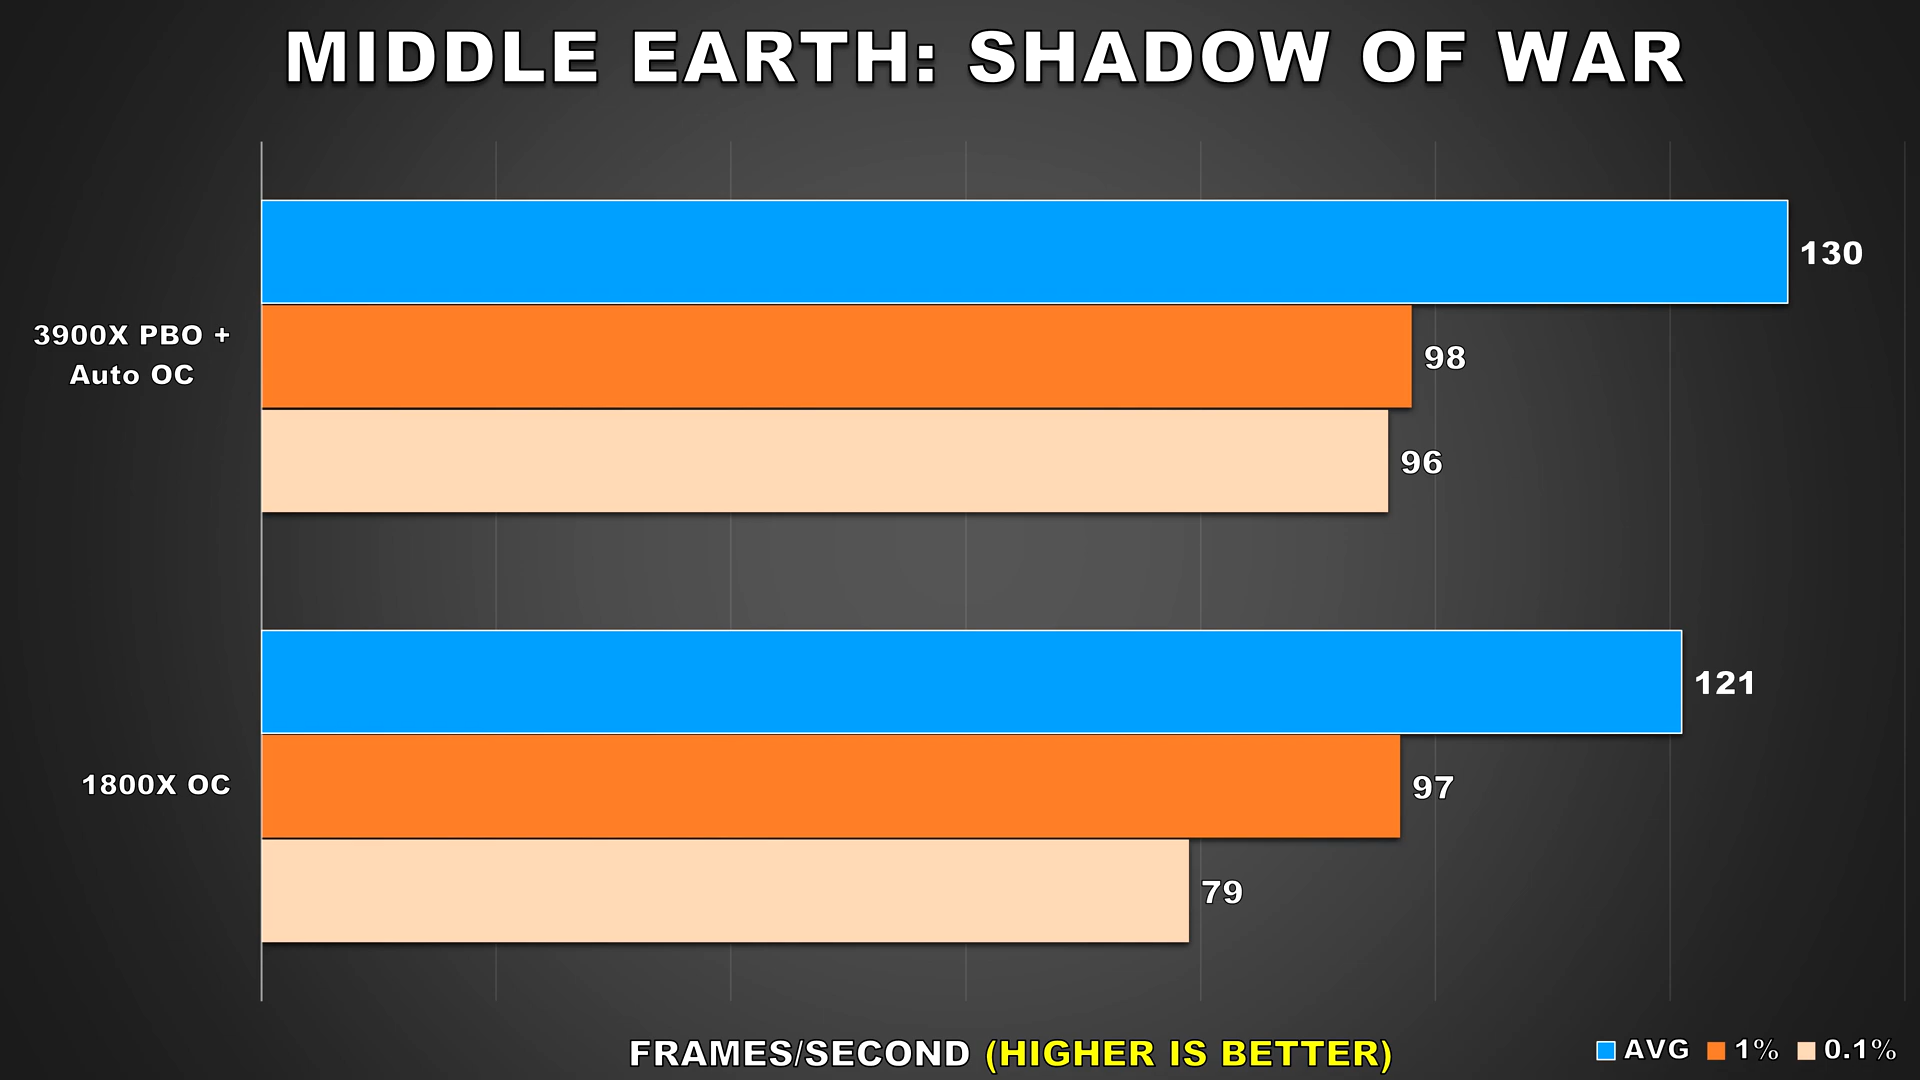 MIDDLE EARTH: SHADOW OF WAR
130
3900X PBO +
Auto OC
98
96
121
1800X OC
97
79
FRAMES/SECOND (HIGHER IS BETTER)
AVG 1% 0.1%